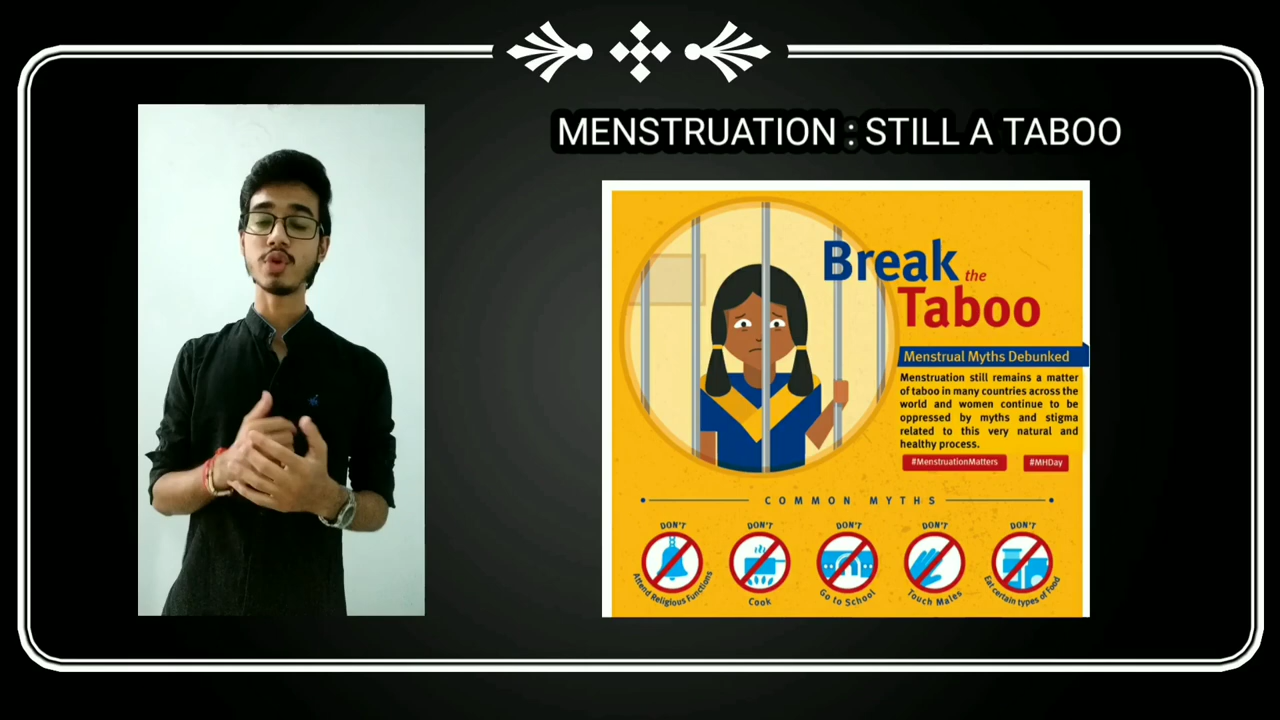 MENSTRUATION : STILL A TABOO
Break the
Taboo
Menstrual Myths Debunked
Menstruation still remains a matter
of taboo in many countries across the
world and women continue to be
oppressed by myths and stigma
related to this very natural and
healthy process.
#MenstruationMatters #MHDay
COMMON MYTHS
DON'T Attend Religious Functions
DON'T Cook
DON'T Go to School
DON'T Touch Males
DON'T Eat certain types of Food